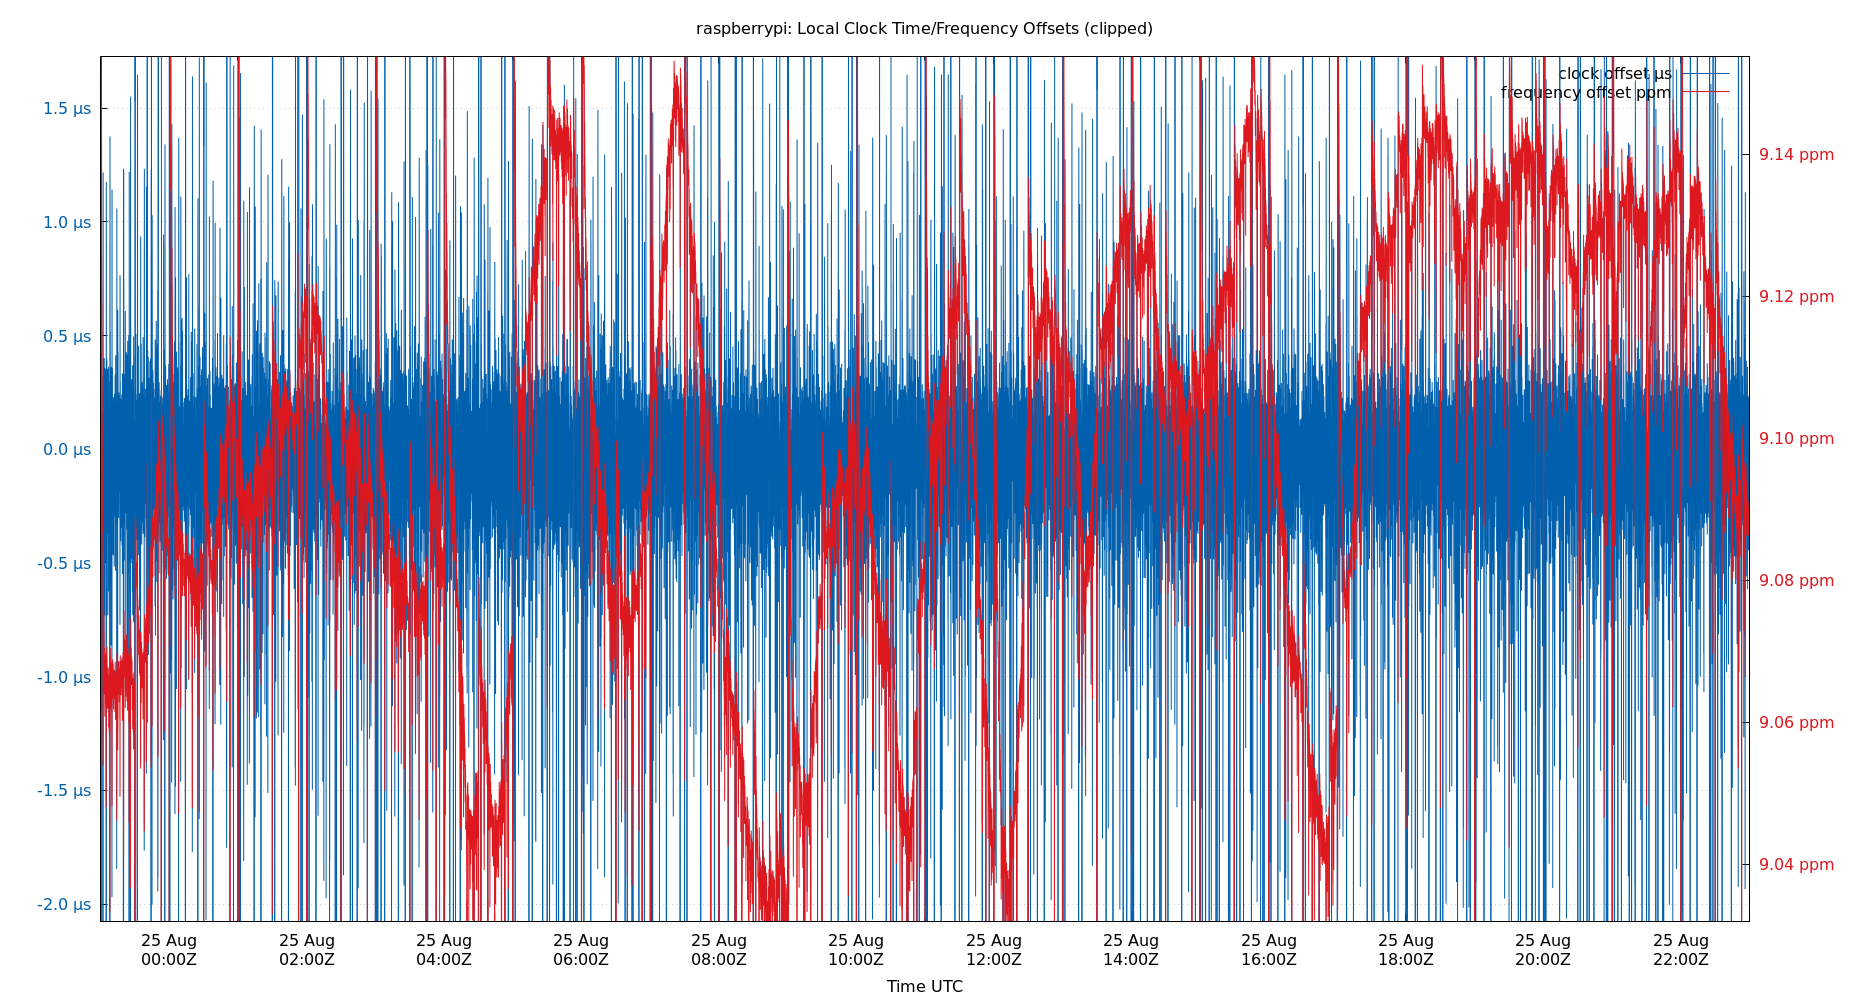 raspberrypi: Local Clock Time/Frequency Offsets (clipped)
clock offset µs
frequency offset ppm
1.5 µs
1.0 µs
0.5 µs
0.0 µs
-0.5 µs
-1.0 µs
-1.5 µs
-2.0 µs
9.14 ppm
9.12 ppm
9.10 ppm
9.08 ppm
9.06 ppm
9.04 ppm
25 Aug 25 Aug 25 Aug 25 Aug 25 Aug 25 Aug 25 Aug 25 Aug 25 Aug 25 Aug 25 Aug 25 Aug
00:00Z 02:00Z 04:00Z 06:00Z 08:00Z 10:00Z 12:00Z 14:00Z 16:00Z 18:00Z 20:00Z 22:00Z
Time UTC